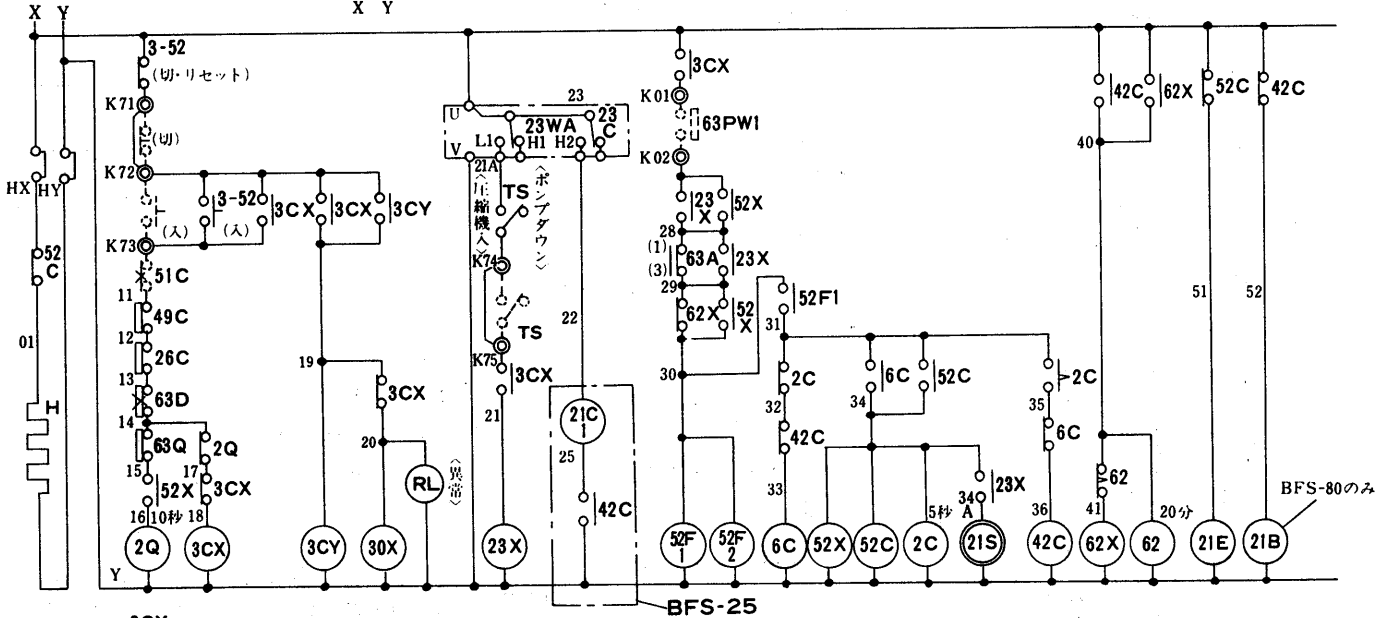 X Y
X Y
3-52
(切・リセット)
K71
(切)
K72
HX
HY
52
C
01
H
3-52
(入)
(入)
3CX
3CX
3CY
K73
51C
11
49C
12
26C
13
63D
14
63Q
15
2Q
17
52X
3CX
16
10秒
18
2Q
3CX
Y
19
3CX
20
RL
〈異常〉
3CY
30X
23
U
V
L1
23WA
H1
H2
23
C
21A
〈圧縮機入〉
〈ポンプダウン〉
TS
K74
TS
K75
3CX
21
23X
22
21C
1
25
42C
BFS-25
3CX
K01
63PW1
K02
23
X
52X
28
(1)
(3)
63A
23X
29
62X
52
X
30
52F
1
52F
2
52F1
31
2C
32
42C
33
6C
6C
34
52C
52X
52C
5秒
2C
23X
34
A
21S
2C
35
6C
36
42C
42C
62X
40
62
41
20分
62X
62
52C
51
21E
42C
52
21B
BFS-80のみ